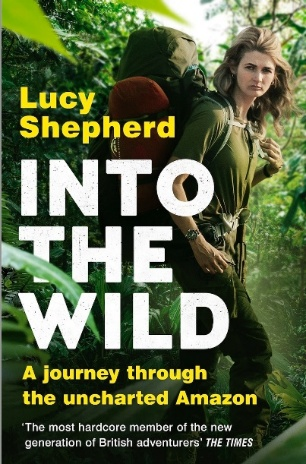 Lucy
Shepherd
INTO
THE
WILD
A journey through
the uncharted Amazon
‘The most hardcore member of the new
generation of British adventurers’ THE TIMES